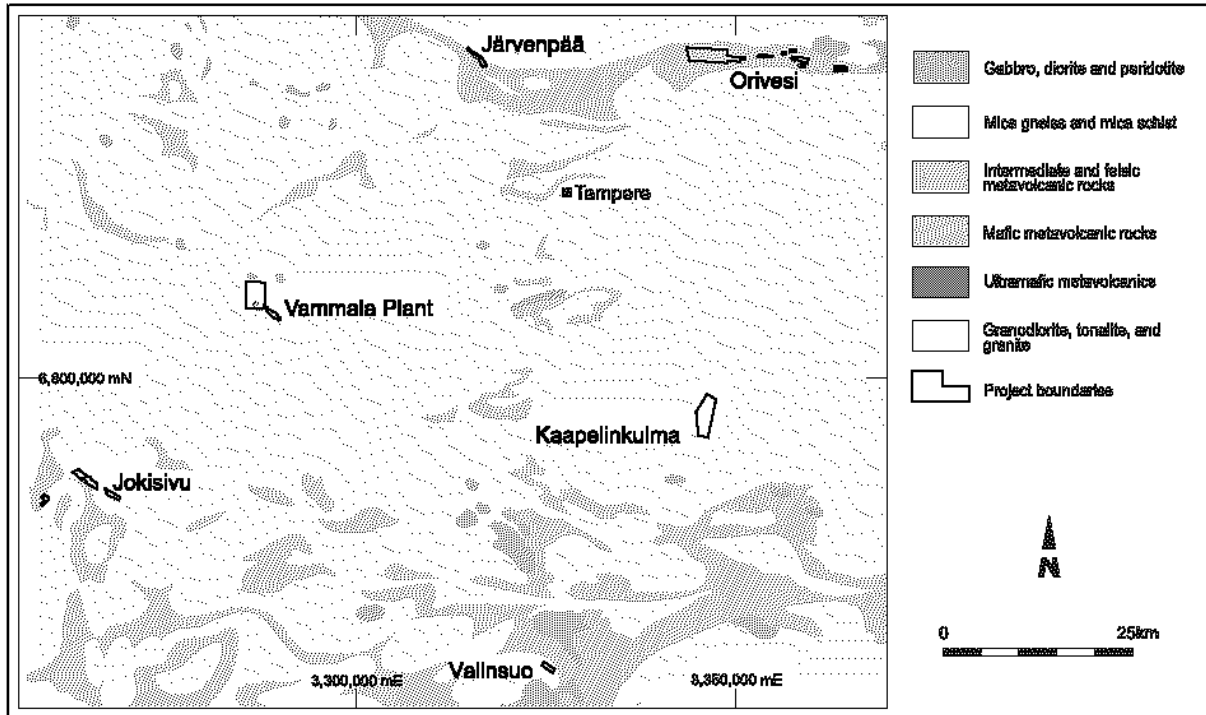 Järvenpää
Orivesi
Tampere
Vammala Plant
6,800,000 mN
Kaapelinkulma
Jokisivu
Valinsuo
3,300,000 mE
3,350,000 mE
Gabbro, diorite and peridotite
Mica gneiss and mica schist
Intermediate and felsic
metavolcanic rocks
Mafic metavolcanic rocks
Ultramafic metavolcanics
Granodiorite, tonalite, and
granite
Project boundaries
N
0 25km